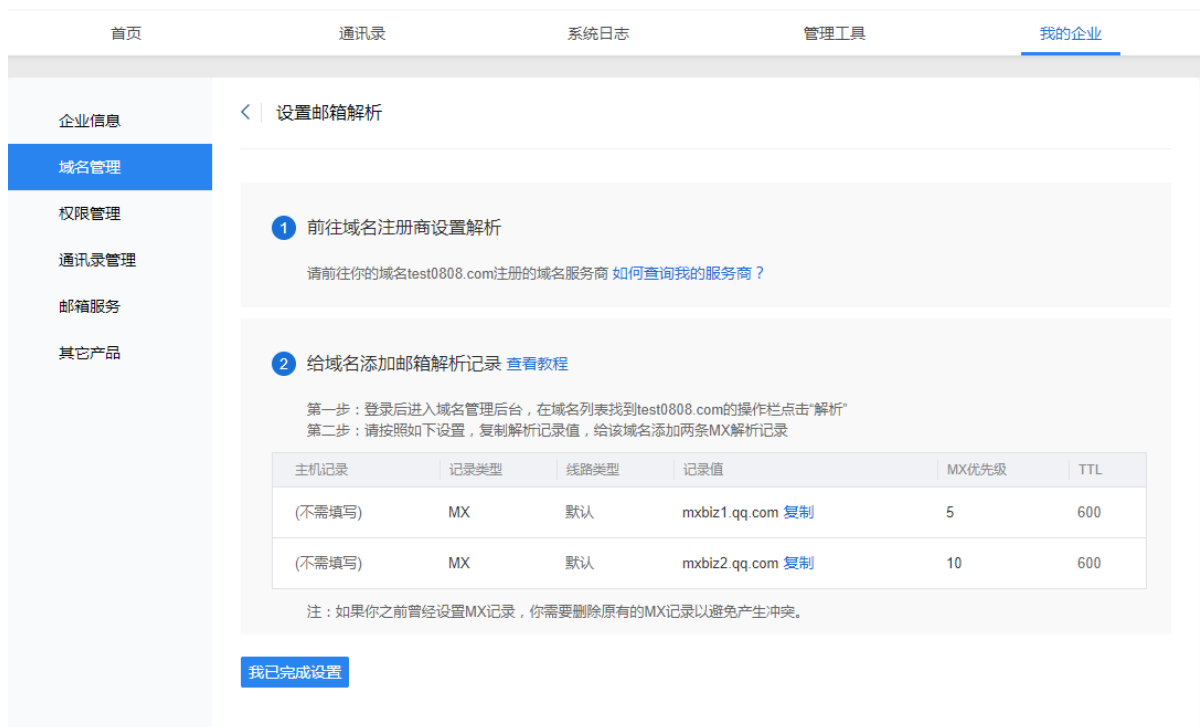 首页 通讯录 系统日志 管理工具 我的企业
企业信息
域名管理
权限管理
通讯录管理
邮箱服务
其它产品
设置邮箱解析
1 前往域名注册商设置解析
请前往你的域名test0808.com注册的域名服务商 如何查询我的服务商？
2 给域名添加邮箱解析记录 查看教程
第一步：登录后进入域名管理后台，在域名列表找到test0808.com的操作栏点击“解析”
第二步：请按照如下设置，复制解析记录值，给该域名添加两条MX解析记录
主机记录 记录类型 线路类型 记录值 MX优先级 TTL
(不需填写) MX 默认 mxbiz1.qq.com 复制 5 600
(不需填写) MX 默认 mxbiz2.qq.com 复制 10 600
注：如果你之前曾经设置MX记录，你需要删除原有的MX记录以避免产生冲突。
我已完成设置